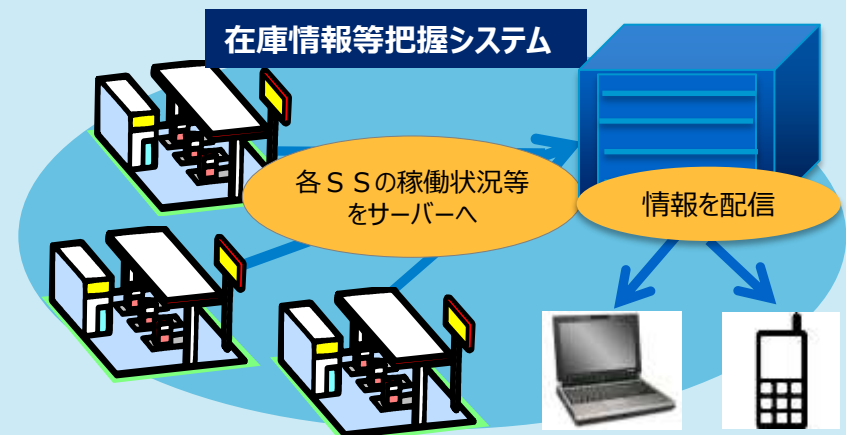 在庫情報等把握システム
各ＳＳの稼働状況等
をサーバーへ
情報を配信